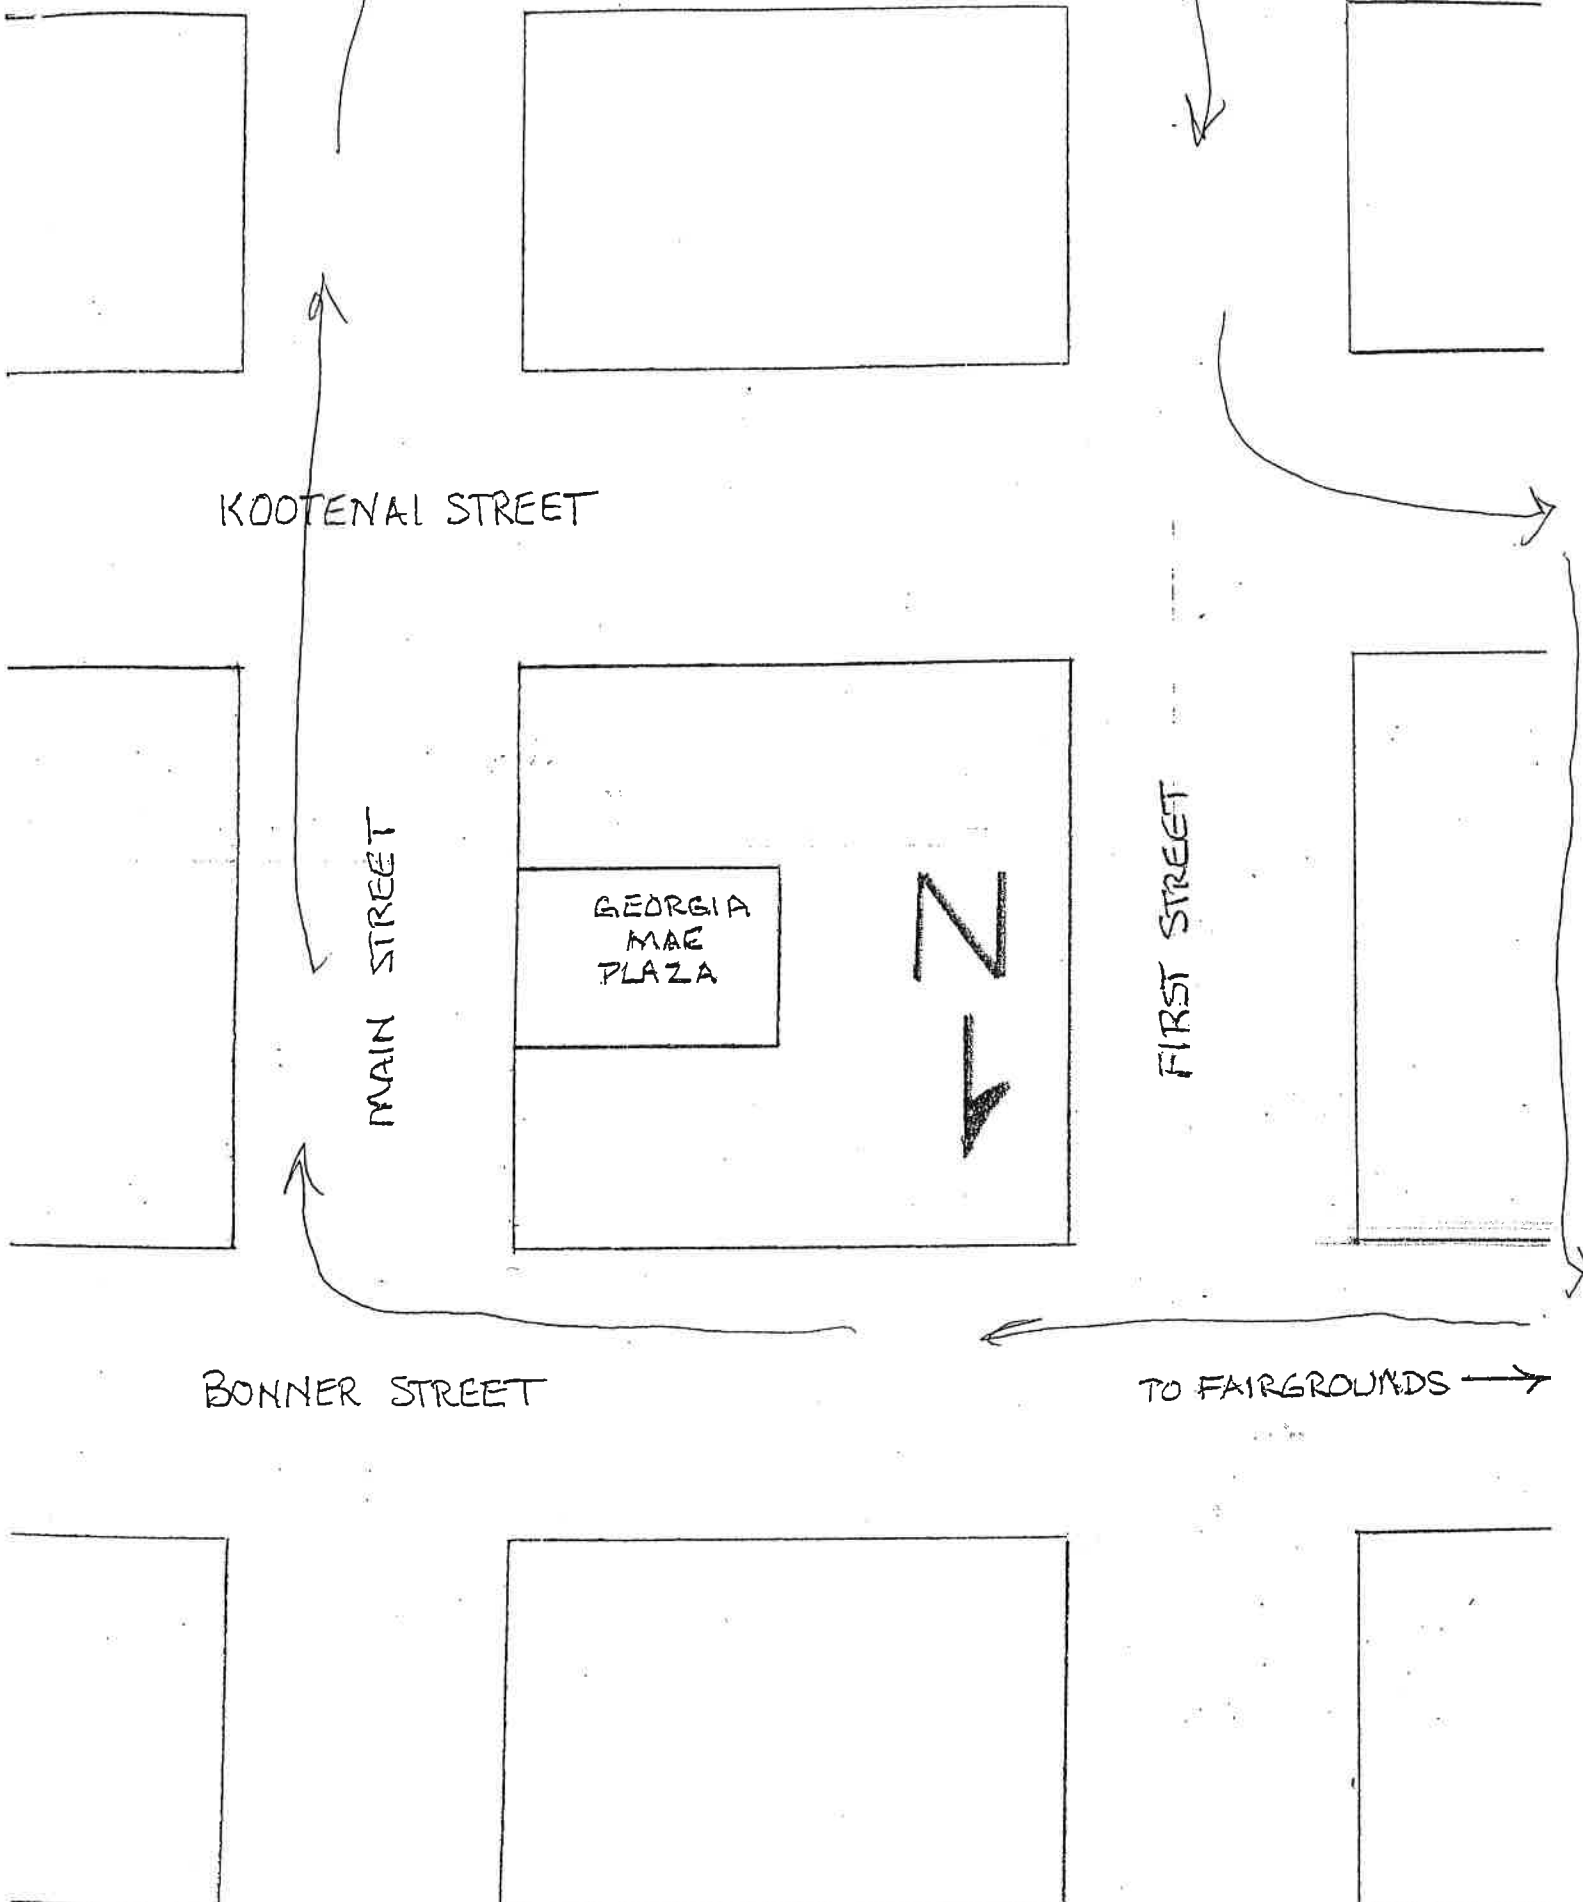 KOOTENAI STREET
MAIN STREET
GEORGIA
MAE
PLAZA
N
FIRST STREET
BONNER STREET
TO FAIRGROUNDS